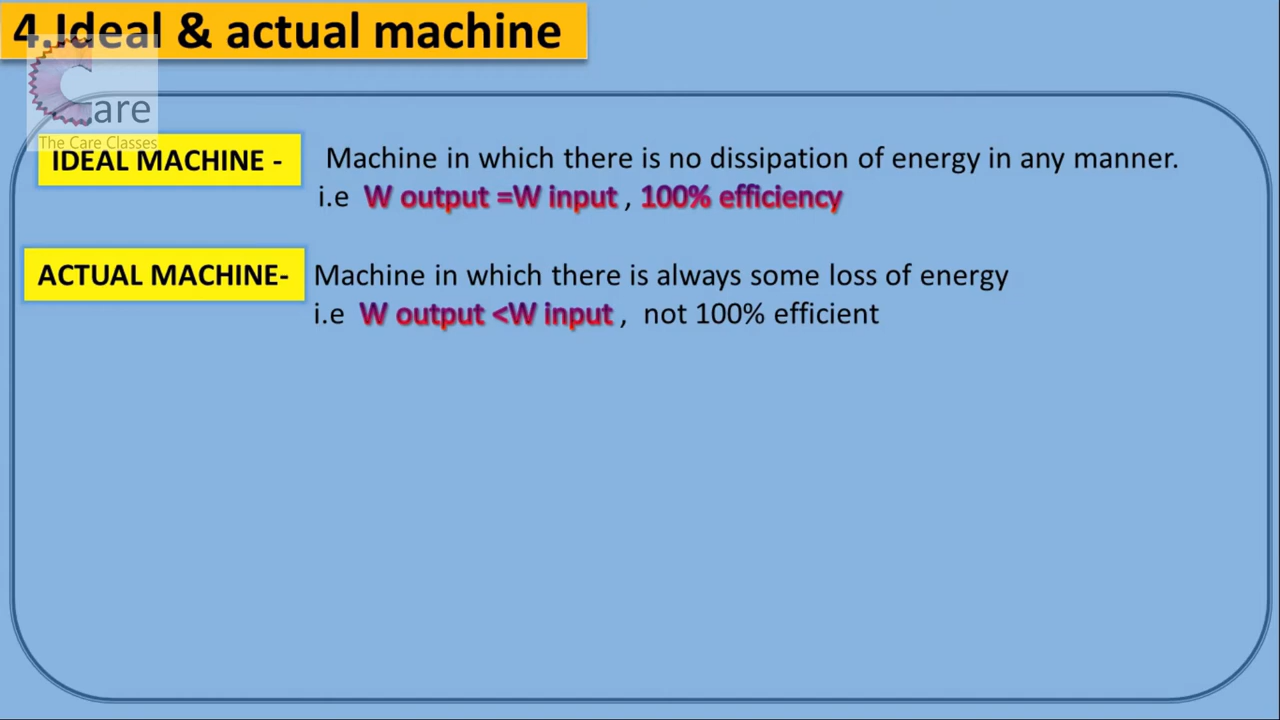 4.Ideal & actual machine
Care
The Care Classes
IDEAL MACHINE - Machine in which there is no dissipation of energy in any manner.
i.e W output =W input , 100% efficiency
ACTUAL MACHINE- Machine in which there is always some loss of energy
i.e W output <W input , not 100% efficient